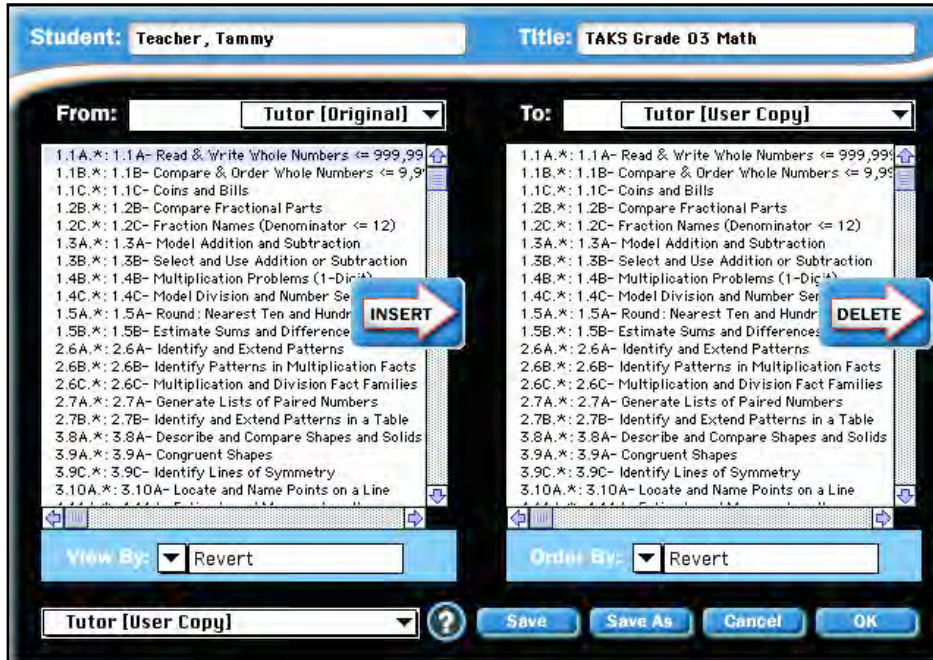 Student: Teacher, Tammy Title: TAKS Grade 03 Math
From: Tutor [Original] To: Tutor [User Copy]
1.1A.*: 1.1A- Read & Write Whole Numbers <= 999,99
1.1B.*: 1.1B- Compare & Order Whole Numbers <= 9,9
1.1C.*: 1.1C- Coins and Bills
1.2B.*: 1.2B- Compare Fractional Parts
1.2C.*: 1.2C- Fraction Names (Denominator <= 12)
1.3A.*: 1.3A- Model Addition and Subtraction
1.3B.*: 1.3B- Select and Use Addition or Subtraction
1.4B.*: 1.4B- Multiplication Problems (1-Digit)
1.4C.*: 1.4C- Model Division and Number Se
1.5A.*: 1.5A- Round: Nearest Ten and Hundr
1.5B.*: 1.5B- Estimate Sums and Difference
2.6A.*: 2.6A- Identify and Extend Patterns
2.6B.*: 2.6B- Identify Patterns in Multiplication Facts
2.6C.*: 2.6C- Multiplication and Division Fact Families
2.7A.*: 2.7A- Generate Lists of Paired Numbers
2.7B.*: 2.7B- Identify and Extend Patterns in a Table
3.8A.*: 3.8A- Describe and Compare Shapes and Solids
3.9A.*: 3.9A- Congruent Shapes
3.9C.*: 3.9C- Identify Lines of Symmetry
3.10A.*: 3.10A- Locate and Name Points on a Line
INSERT
1.1A.*: 1.1A- Read & Write Whole Numbers <= 999,999
1.1B.*: 1.1B- Compare & Order Whole Numbers <= 9,99
1.1C.*: 1.1C- Coins and Bills
1.2B.*: 1.2B- Compare Fractional Parts
1.2C.*: 1.2C- Fraction Names (Denominator <= 12)
1.3A.*: 1.3A- Model Addition and Subtraction
1.3B.*: 1.3B- Select and Use Addition or Subtraction
1.4B.*: 1.4B- Multiplication Problems (1-Digit)
1.4C.*: 1.4C- Model Division and Number Se
1.5A.*: 1.5A- Round: Nearest Ten and Hundr
1.5B.*: 1.5B- Estimate Sums and Differences
2.6A.*: 2.6A- Identify and Extend Patterns
2.6B.*: 2.6B- Identify Patterns in Multiplication Facts
2.6C.*: 2.6C- Multiplication and Division Fact Families
2.7A.*: 2.7A- Generate Lists of Paired Numbers
2.7B.*: 2.7B- Identify and Extend Patterns in a Table
3.8A.*: 3.8A- Describe and Compare Shapes and Solids
3.9A.*: 3.9A- Congruent Shapes
3.9C.*: 3.9C- Identify Lines of Symmetry
3.10A.*: 3.10A- Locate and Name Points on a Line
DELETE
View By: Revert Order By: Revert
Tutor [User Copy] ? Save Save As Cancel OK